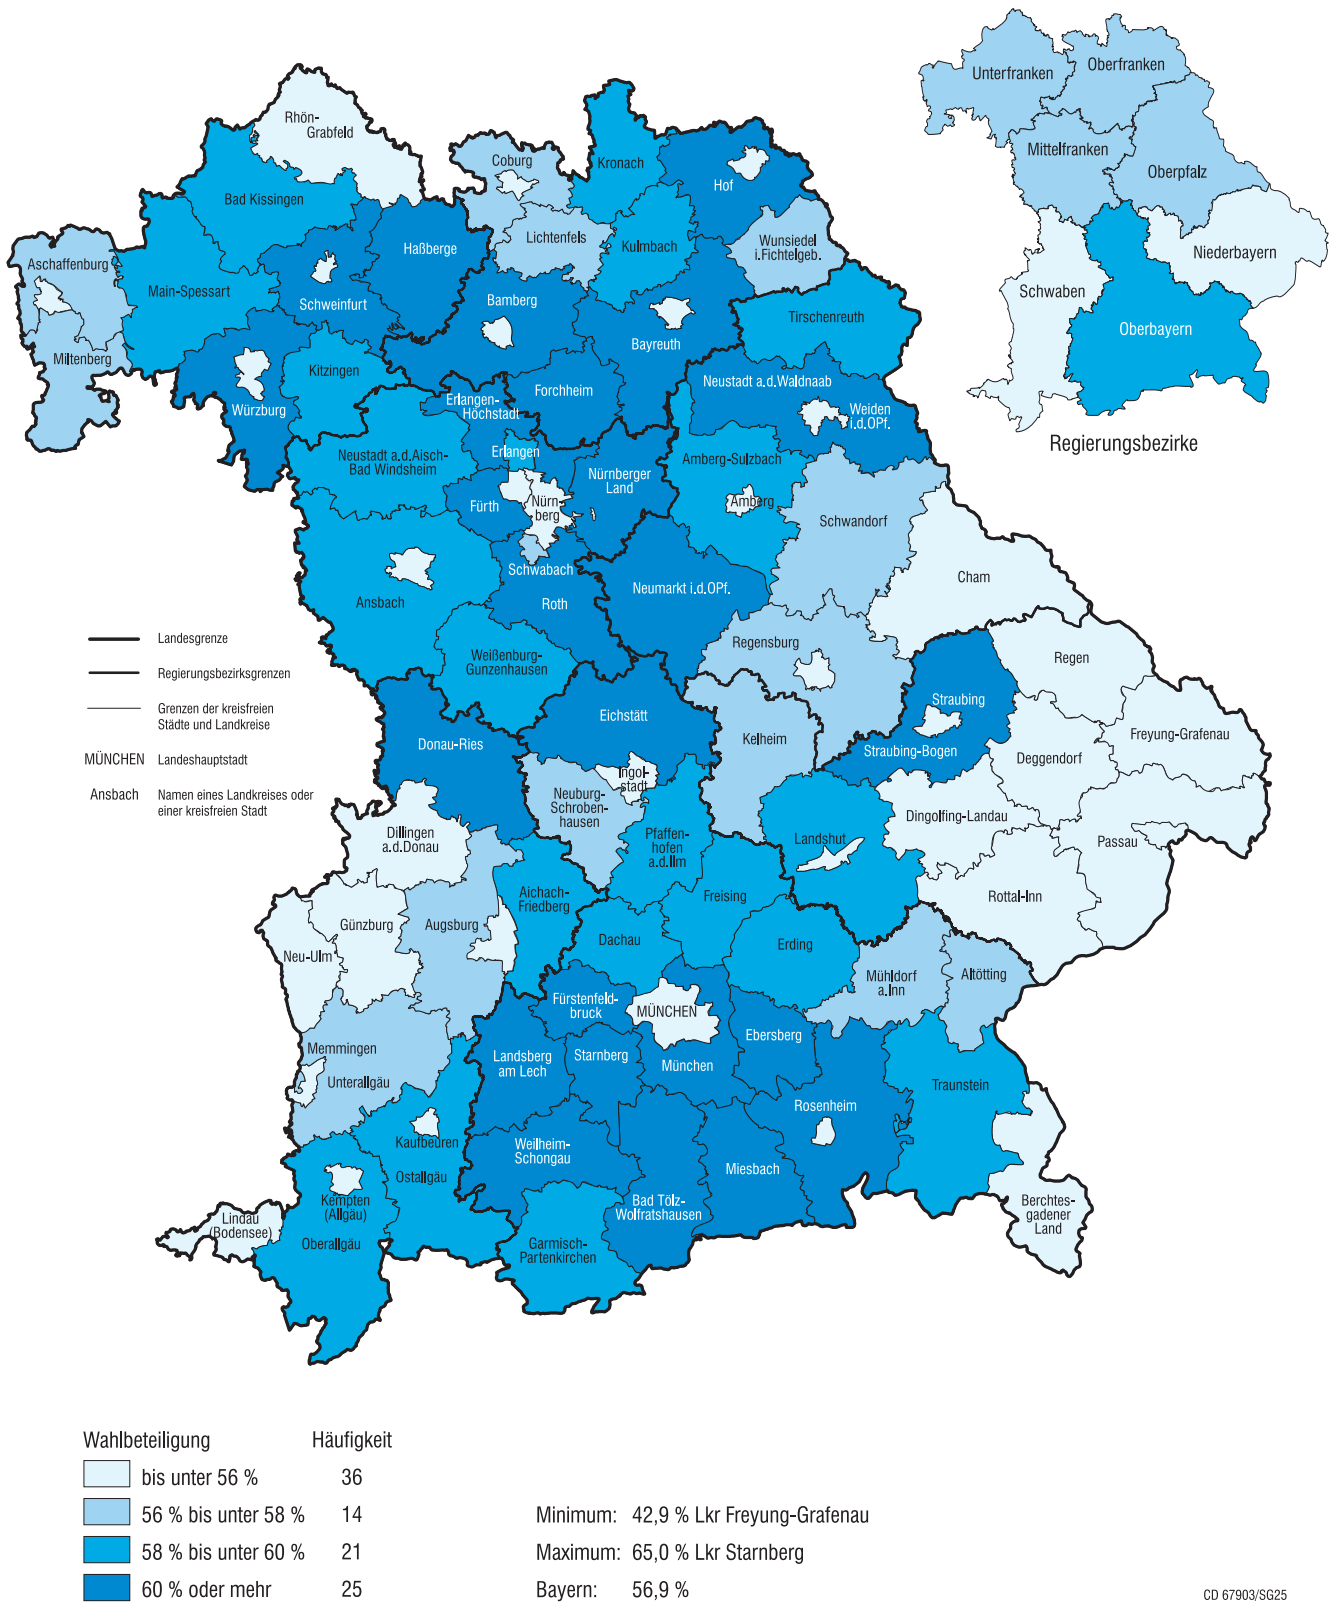 Unterfranken
Oberfranken
Mittelfranken
Oberpfalz
Niederbayern
Schwaben
Oberbayern
Regierungsbezirke
Rhön-
Grabfeld
Coburg
Kronach
Hof
Bad Kissingen
Haßberge
Lichtenfels
Kulmbach
Wunsiedel
i.Fichtelgeb.
Aschaffenburg
Main-Spessart
Schweinfurt
Bamberg
Bayreuth
Tirschenreuth
Miltenberg
Kitzingen
Würzburg
Erlangen-
Höchstadt
Forchheim
Neustadt a.d.Waldnaab
Weiden
i.d.OPf.
Neustadt a.d.Aisch-
Bad Windsheim
Erlangen
Nürnberger
Land
Amberg-Sulzbach
Amberg
Fürth
Nürn-
berg
Schwandorf
Schwabach
Roth
Ansbach
Neumarkt i.d.OPf.
Cham
Weißenburg-
Gunzenhausen
Regensburg
Regen
Landesgrenze
Regierungsbezirksgrenzen
Grenzen der kreisfreien
Städte und Landkreise
MÜNCHEN
Landeshauptstadt
Ansbach
Namen eines Landkreises oder
einer kreisfreien Stadt
Eichstätt
Straubing
Straubing-Bogen
Freyung-Grafenau
Deggendorf
Donau-Ries
Kelheim
Ingol-
stadt
Neuburg-
Schroben-
hausen
Dingolfing-Landau
Passau
Dillingen
a.d.Donau
Pfaffen-
hofen
a.d.Ilm
Landshut
Rottal-Inn
Aichach-
Friedberg
Freising
Günzburg
Augsburg
Dachau
Erding
Neu-Ulm
Mühldorf
a.Inn
Altötting
Fürstenfeld-
bruck
MÜNCHEN
Ebersberg
Memmingen
Unterallgäu
Landsberg
am Lech
Starnberg
München
Traunstein
Rosenheim
Kaufbeuren
Weilheim-
Schongau
Ostallgäu
Miesbach
Kempten
(Allgäu)
Bad Tölz-
Wolfratshausen
Berchtes-
gadener
Land
Lindau
(Bodensee)
Oberallgäu
Garmisch-
Partenkirchen
Wahlbeteiligung Häufigkeit
bis unter 56 % 36
56 % bis unter 58 % 14
58 % bis unter 60 % 21
60 % oder mehr 25
Minimum: 42,9 % Lkr Freyung-Grafenau
Maximum: 65,0 % Lkr Starnberg
Bayern: 56,9 %
CD 67903/SG25